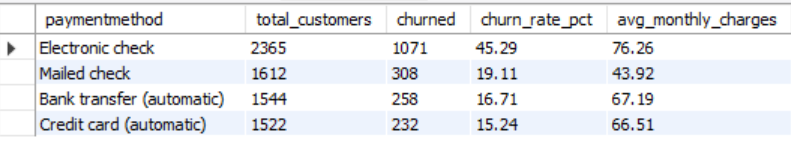 paymentmethod total_customers churned churn_rate_pct avg_monthly_charges
Electronic check 2365 1071 45.29 76.26
Mailed check 1612 308 19.11 43.92
Bank transfer (automatic) 1544 258 16.71 67.19
Credit card (automatic) 1522 232 15.24 66.51